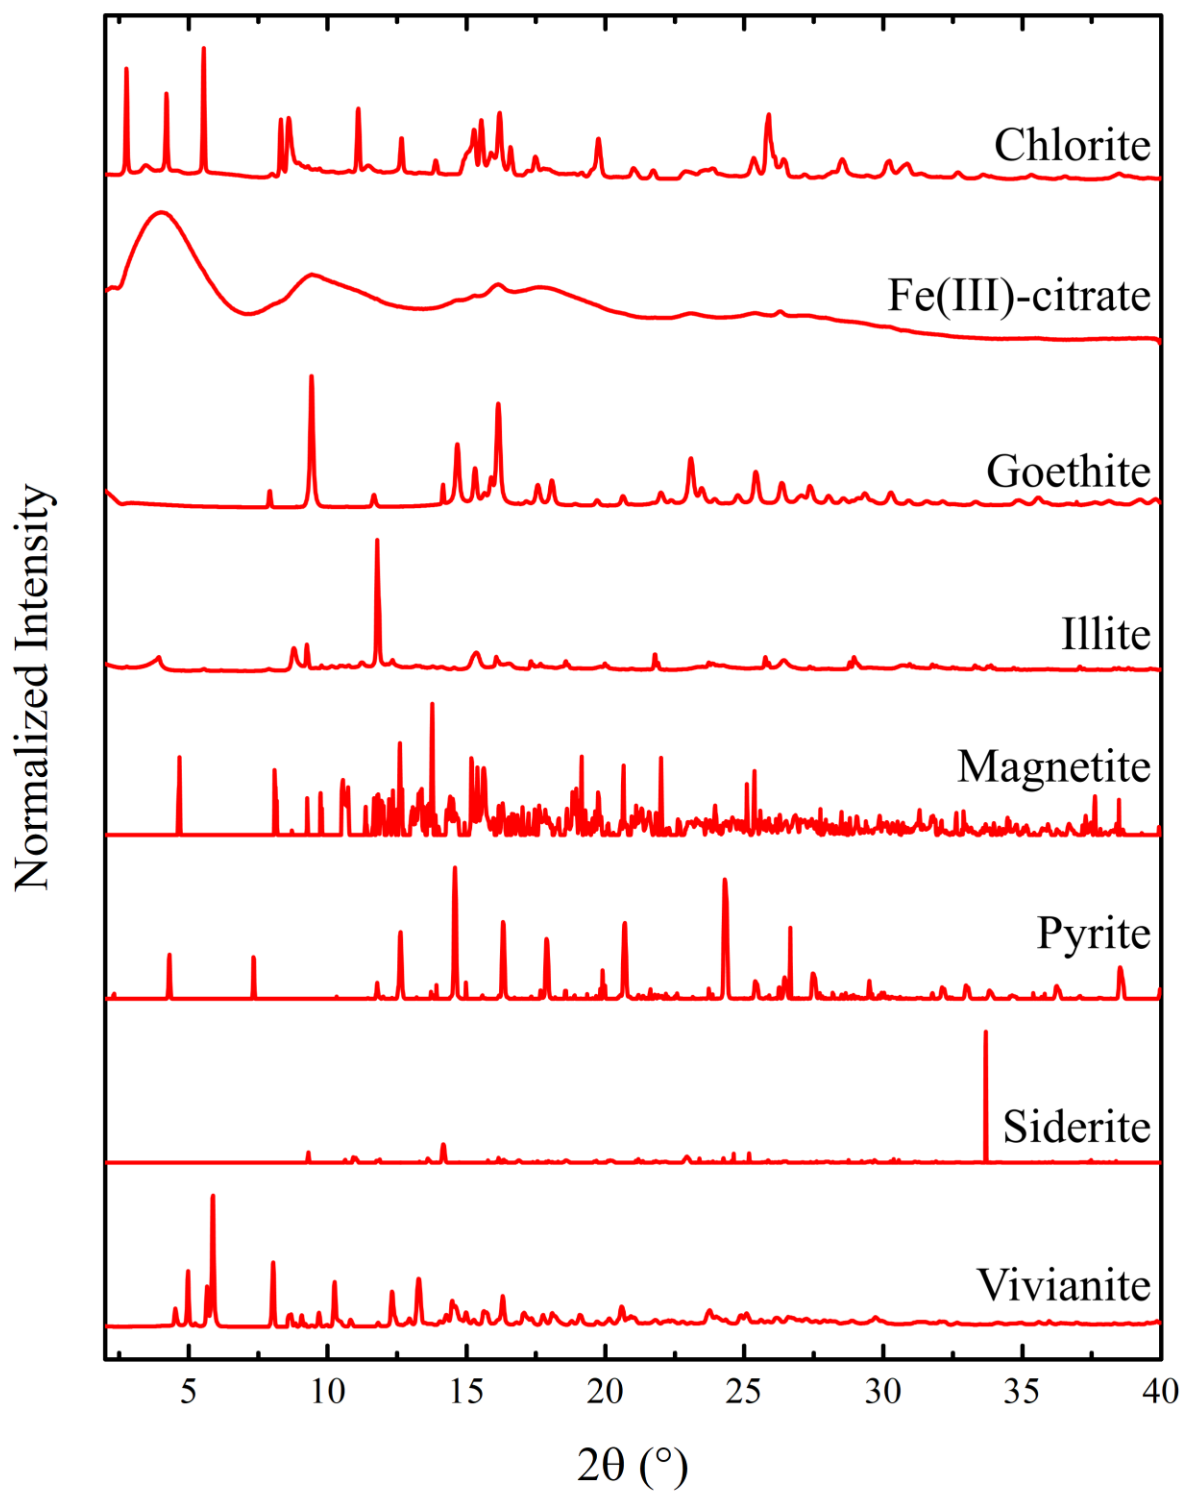 Chlorite
Fe(III)-citrate
Goethite
Illite
Magnetite
Pyrite
Siderite
Vivianite
Normalized Intensity
5 10 15 20 25 30 35 40
2θ (°)